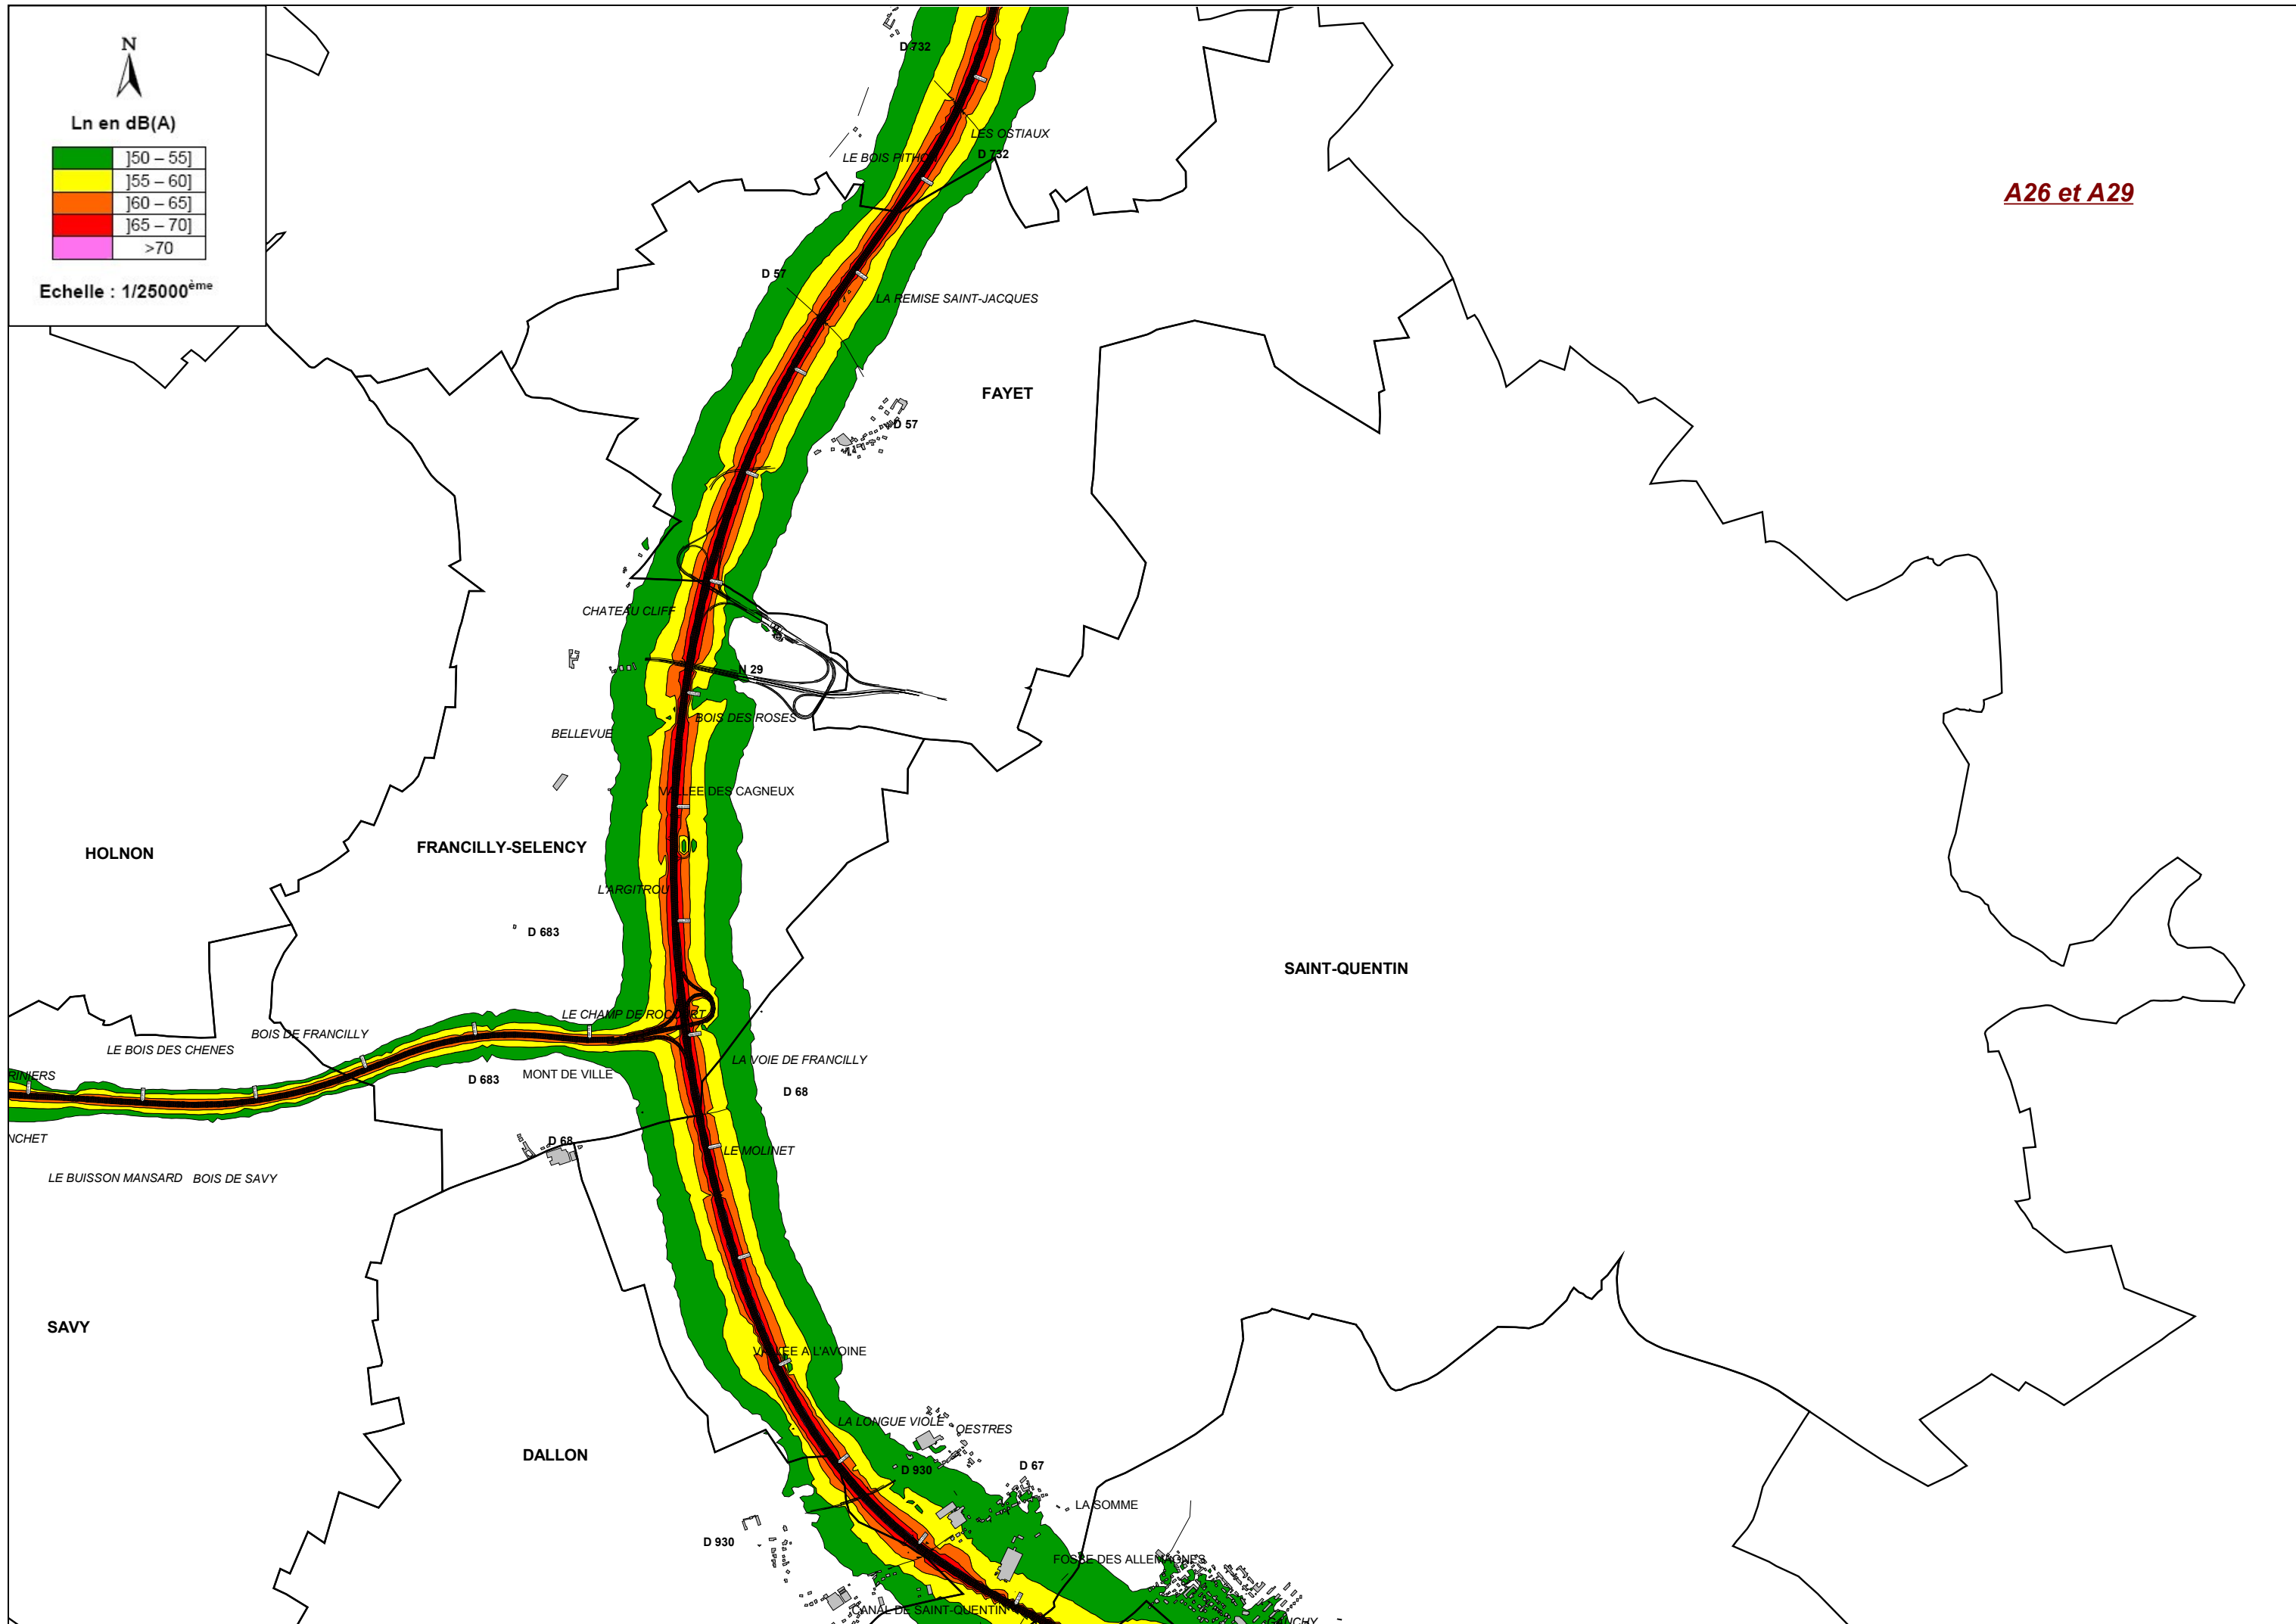 N
Ln en dB(A)
]50 – 55]
]55 – 60]
]60 – 65]
]65 – 70]
>70
Echelle : 1/25000ème
A26 et A29
D 732
LES OSTIAUX
LE BOIS PITHON
D 732
D 57
LA REMISE SAINT-JACQUES
FAYET
D 57
CHATEAU CLIFF
N 29
BOIS DES ROSES
BELLEVUE
VALLEE DES CAGNEUX
HOLNON
FRANCILLY-SELENCY
L'ARGITROU
D 683
SAINT-QUENTIN
LE CHAMP DE ROCOURT
BOIS DE FRANCILLY
LE BOIS DES CHENES
LA VOIE DE FRANCILLY
RINIERS
D 683
MONT DE VILLE
D 68
NCHET
D 68
LE MOLINET
LE BUISSON MANSARD
BOIS DE SAVY
SAVY
VALLEE A L'AVOINE
LA LONGUE VIOLE
OESTRES
DALLON
D 930
D 67
LA SOMME
D 930
FOSSE DES ALLEMAGNES
CANAL DE SAINT-QUENTIN
GAUCHY